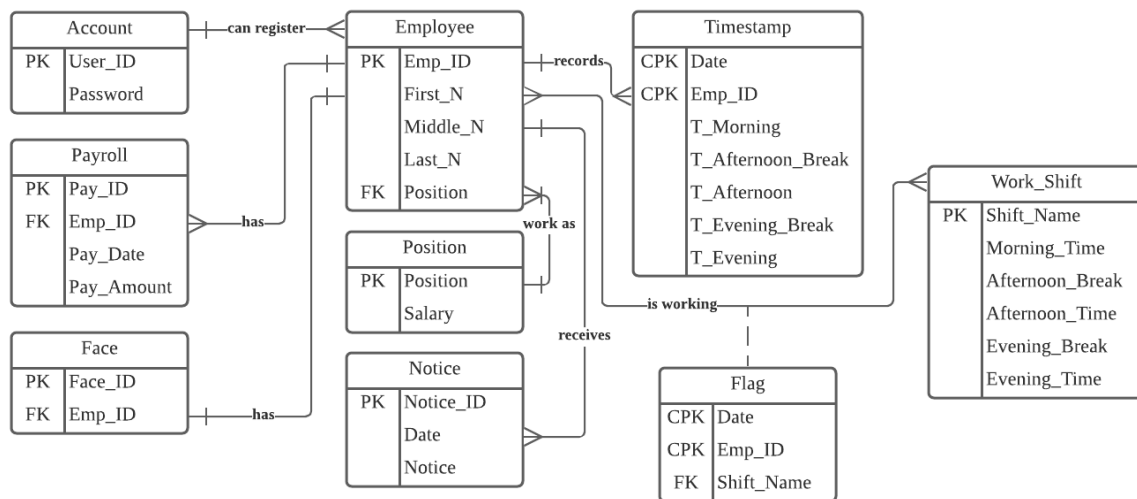 Account
PK User_ID
Password
can register
Employee
PK Emp_ID
First_N
Middle_N
Last_N
FK Position
records
Timestamp
CPK Date
CPK Emp_ID
T_Morning
T_Afternoon_Break
T_Afternoon
T_Evening_Break
T_Evening
Payroll
PK Pay_ID
FK Emp_ID
Pay_Date
Pay_Amount
has
work as
Position
PK Position
Salary
Work_Shift
PK Shift_Name
Morning_Time
Afternoon_Break
Afternoon_Time
Evening_Break
Evening_Time
is working
receives
Face
PK Face_ID
FK Emp_ID
has
Notice
PK Notice_ID
Date
Notice
Flag
CPK Date
CPK Emp_ID
FK Shift_Name